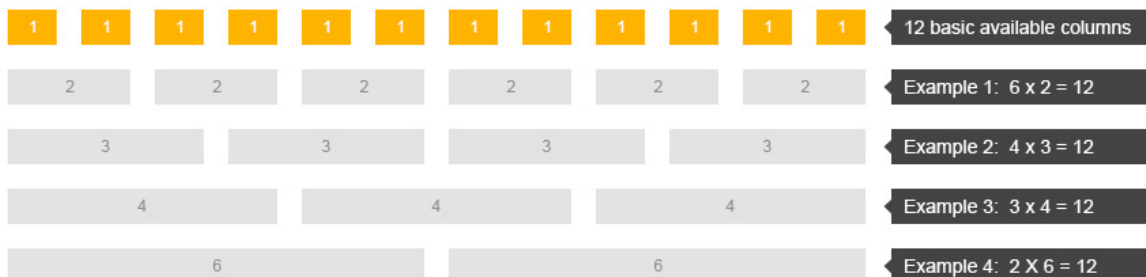 1 1 1 1 1 1 1 1 1 1 1 1 12 basic available columns
2 2 2 2 2 2 Example 1: 6 x 2 = 12
3 3 3 3 Example 2: 4 x 3 = 12
4 4 4 Example 3: 3 x 4 = 12
6 6 Example 4: 2 X 6 = 12